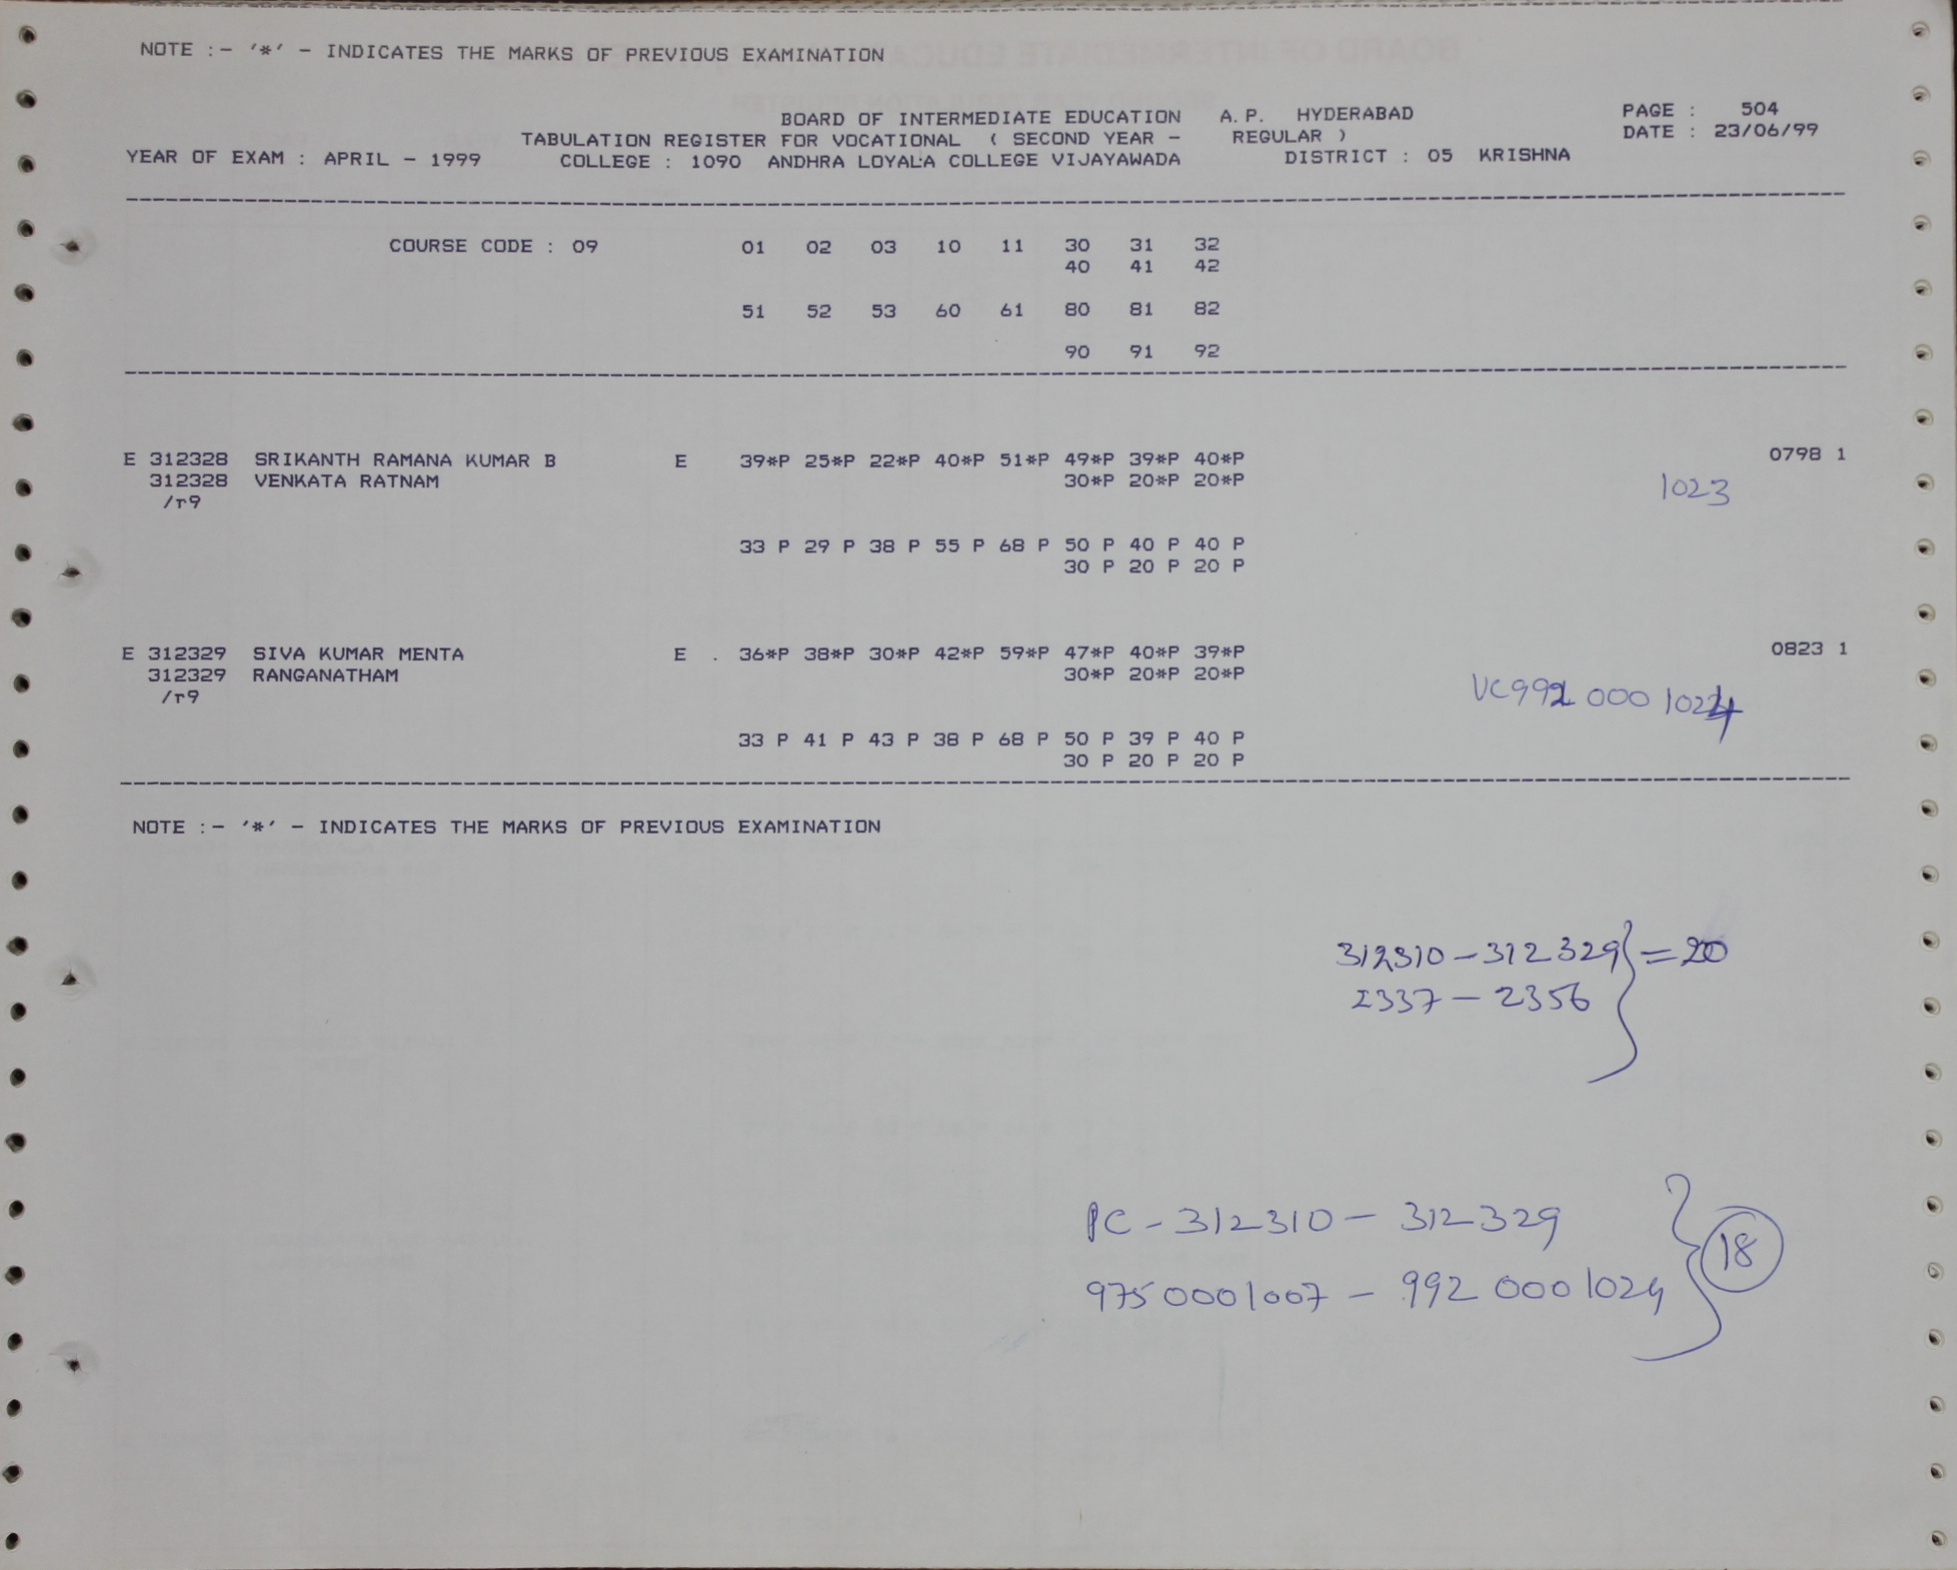 NOTE :- '*' - INDICATES THE MARKS OF PREVIOUS EXAMINATION
BOARD OF INTERMEDIATE EDUCATION A.P. HYDERABAD PAGE : 504
TABULATION REGISTER FOR VOCATIONAL ( SECOND YEAR - REGULAR ) DATE : 23/06/99
YEAR OF EXAM : APRIL - 1999 COLLEGE : 1090 ANDHRA LOYALA COLLEGE VIJAYAWADA DISTRICT : 05 KRISHNA
COURSE CODE : 09 01 02 03 10 11 30 31 32
40 41 42
51 52 53 60 61 80 81 82
90 91 92
E 312328 SRIKANTH RAMANA KUMAR B E 39*P 25*P 22*P 40*P 51*P 49*P 39*P 40*P 0798 1
312328 VENKATA RATNAM 30*P 20*P 20*P 1023
/r9
33 P 29 P 38 P 55 P 68 P 50 P 40 P 40 P
30 P 20 P 20 P
E 312329 SIVA KUMAR MENTA E . 36*P 38*P 30*P 42*P 59*P 47*P 40*P 39*P 0823 1
312329 RANGANATHAM 30*P 20*P 20*P
/r9 VC992 000 1024
33 P 41 P 43 P 38 P 68 P 50 P 39 P 40 P
30 P 20 P 20 P
NOTE :- '*' - INDICATES THE MARKS OF PREVIOUS EXAMINATION
312310 - 312329 } = 20
2337 - 2356
PC - 312310 - 312329 } 18
9750001007 - 992 000 1024